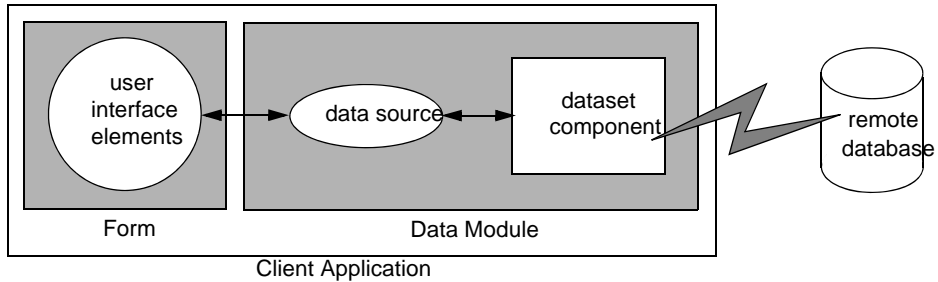 user
interface
elements
data source
dataset
component
remote
database
Form
Data Module
Client Application